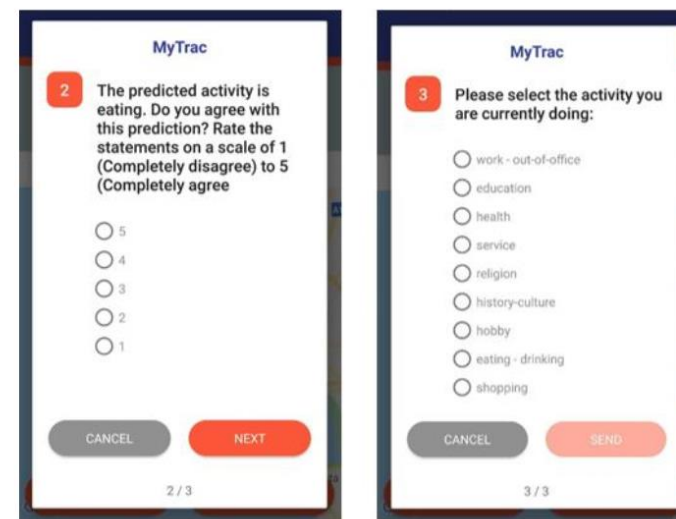 MyTrac
2
The predicted activity is
eating. Do you agree with
this prediction? Rate the
statements on a scale of 1
(Completely disagree) to 5
(Completely agree
5
4
3
2
1
CANCEL
NEXT
2 / 3
MyTrac
3
Please select the activity you
are currently doing:
work - out-of-office
education
health
service
religion
history-culture
hobby
eating - drinking
shopping
CANCEL
SEND
3 / 3